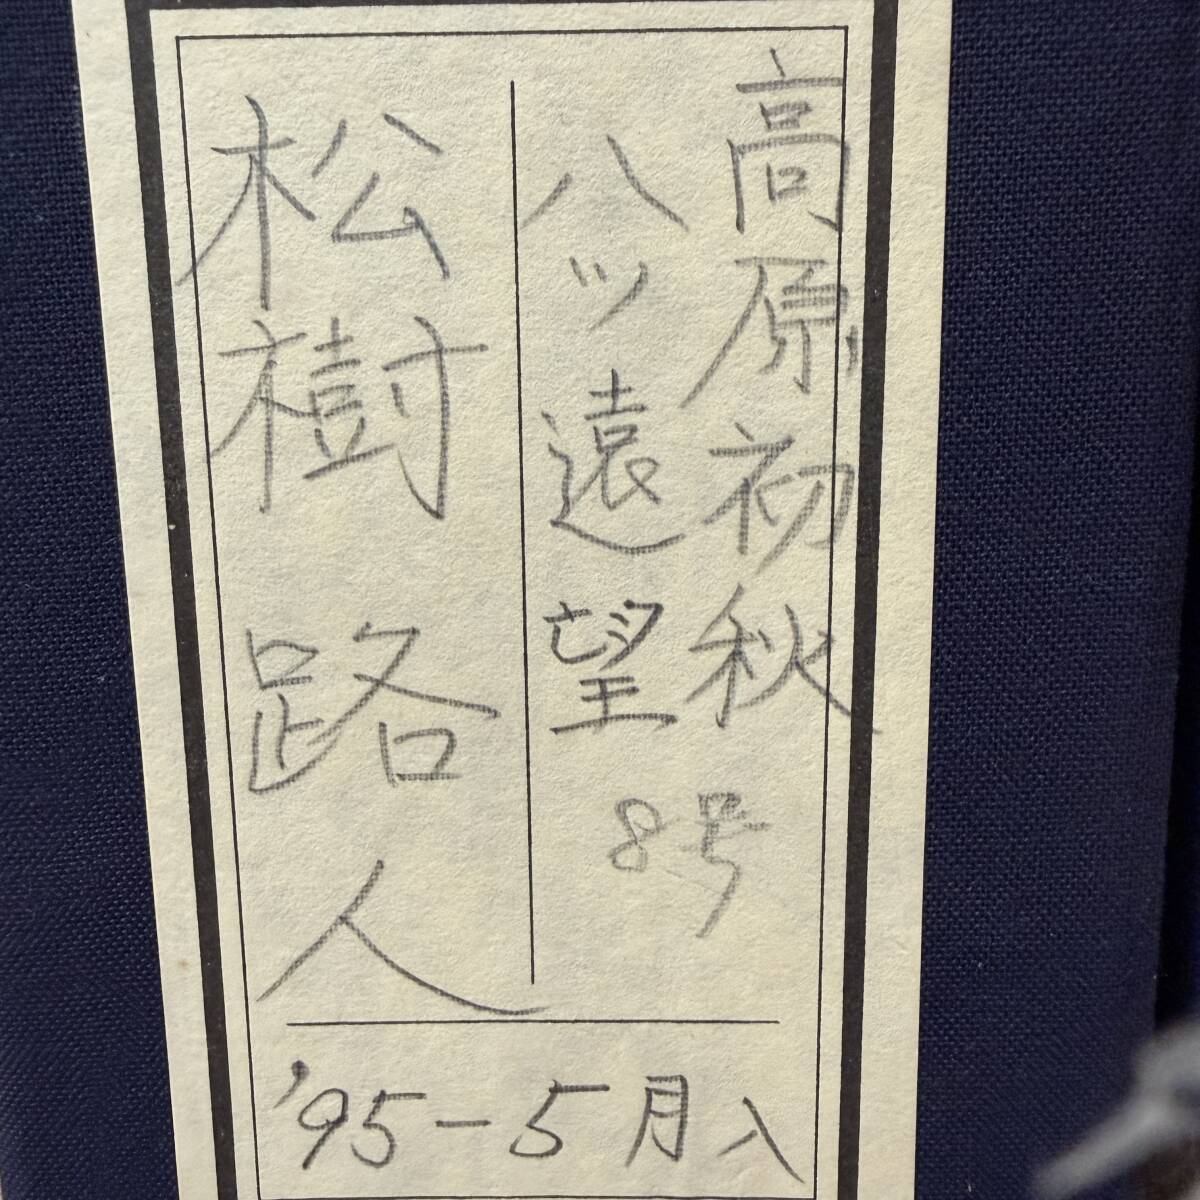 高原初秋
八ッ遠望
8号
松樹路人
'95-5月入